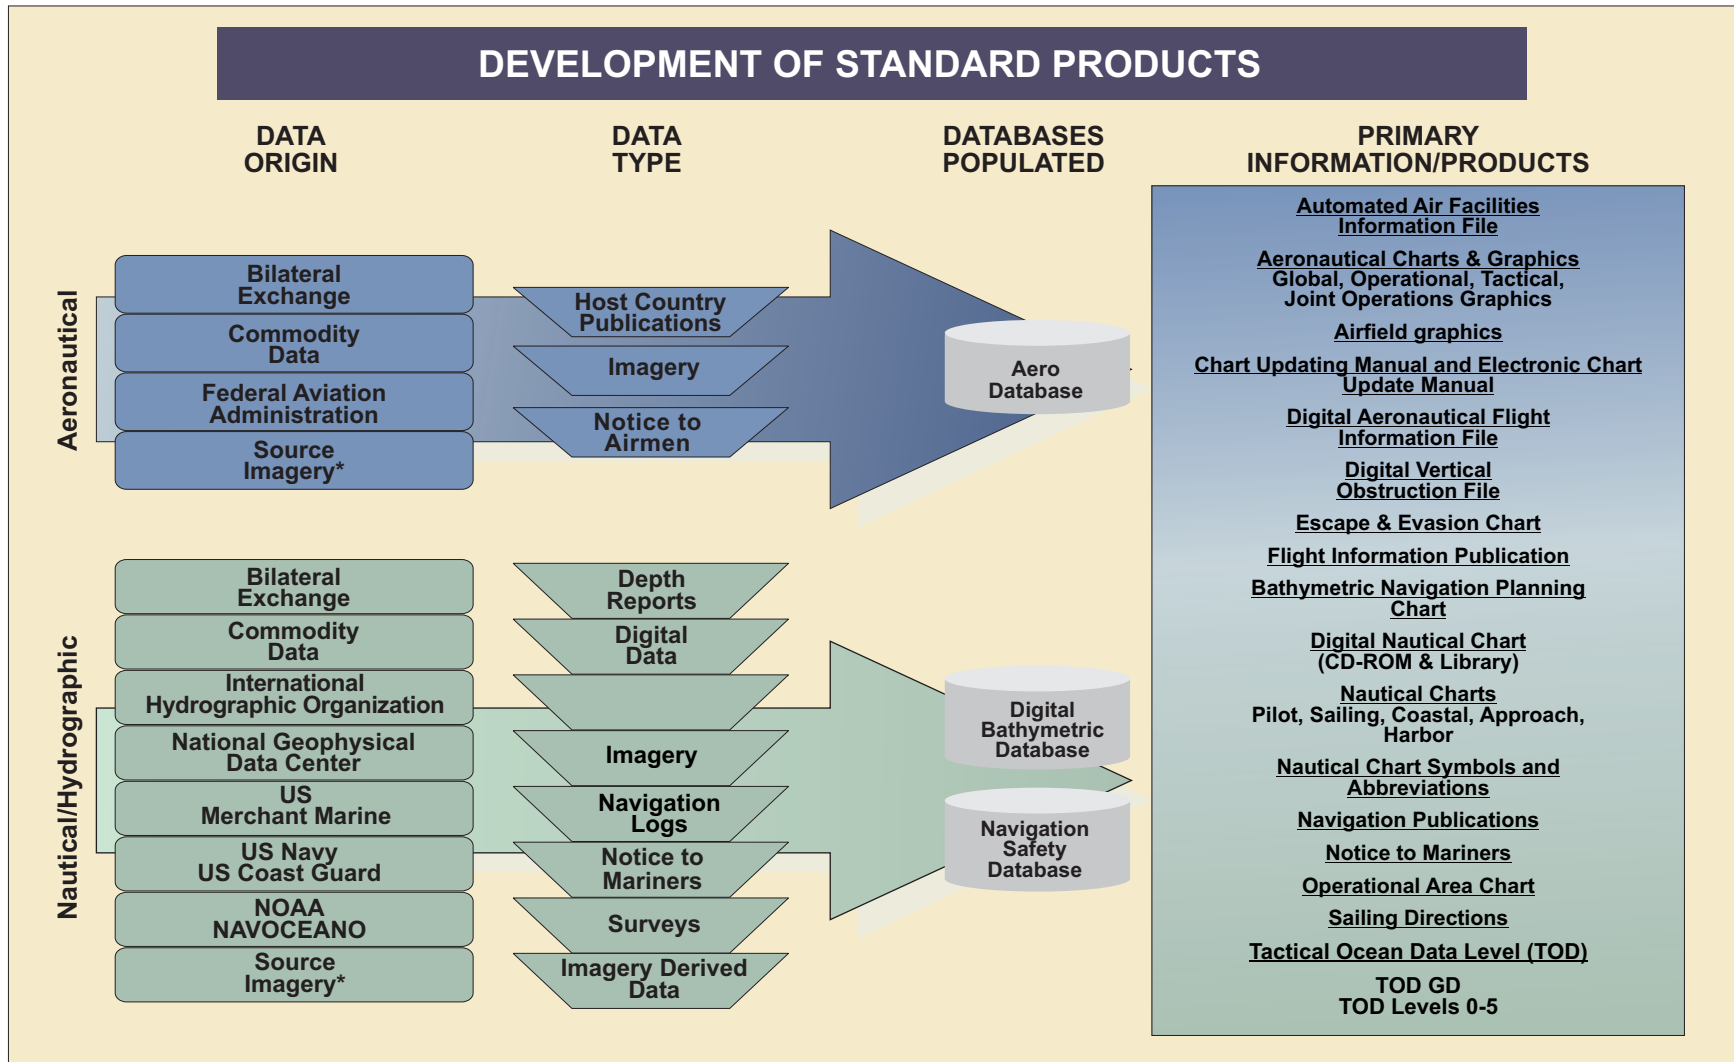 DEVELOPMENT OF STANDARD PRODUCTS
DATA
ORIGIN
DATA
TYPE
DATABASES
POPULATED
PRIMARY
INFORMATION/PRODUCTS
Aeronautical
Bilateral
Exchange
Commodity
Data
Federal Aviation
Administration
Source
Imagery*
Host Country
Publications
Imagery
Notice to
Airmen
Aero
Database
Nautical/Hydrographic
Bilateral
Exchange
Commodity
Data
International
Hydrographic Organization
National Geophysical
Data Center
US
Merchant Marine
US Navy
US Coast Guard
NOAA
NAVOCEANO
Source
Imagery*
Depth
Reports
Digital
Data
Imagery
Navigation
Logs
Notice to
Mariners
Surveys
Imagery Derived
Data
Digital
Bathymetric
Database
Navigation
Safety
Database
Automated Air Facilities
Information File
Aeronautical Charts & Graphics
Global, Operational, Tactical,
Joint Operations Graphics
Airfield graphics
Chart Updating Manual and Electronic Chart
Update Manual
Digital Aeronautical Flight
Information File
Digital Vertical
Obstruction File
Escape & Evasion Chart
Flight Information Publication
Bathymetric Navigation Planning
Chart
Digital Nautical Chart
(CD-ROM & Library)
Nautical Charts
Pilot, Sailing, Coastal, Approach,
Harbor
Nautical Chart Symbols and
Abbreviations
Navigation Publications
Notice to Mariners
Operational Area Chart
Sailing Directions
Tactical Ocean Data Level (TOD)
TOD GD
TOD Levels 0-5